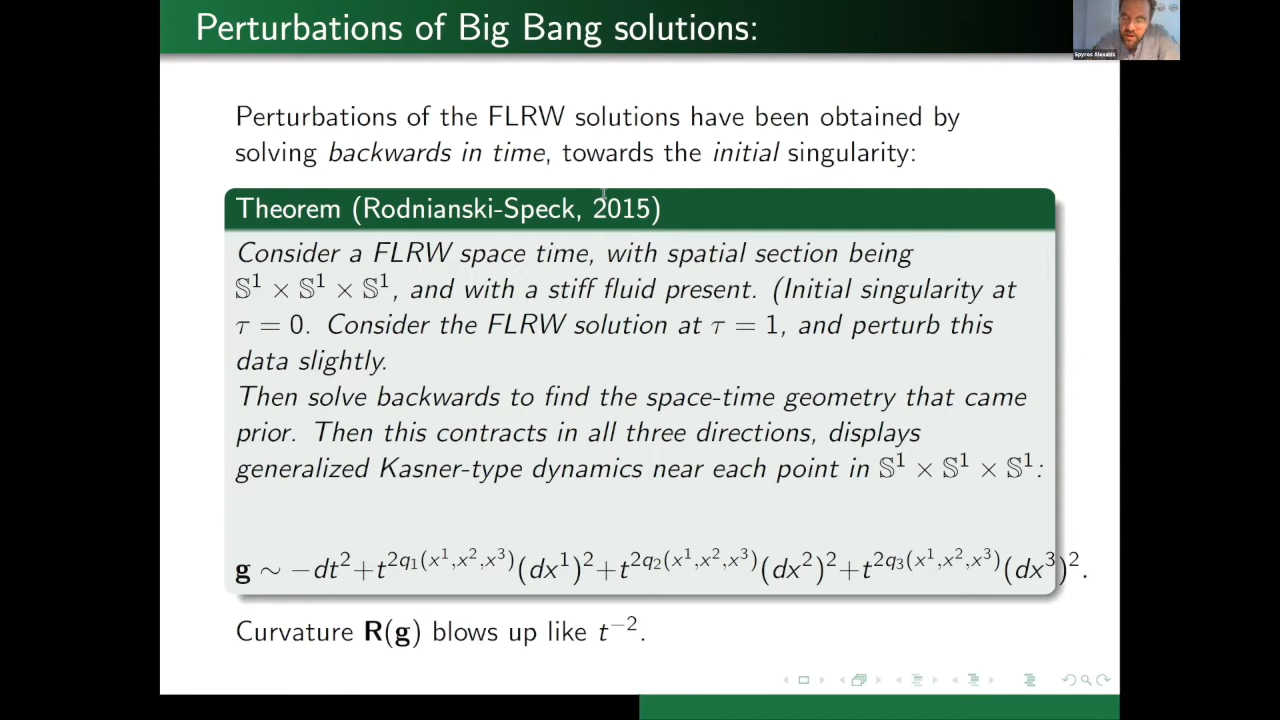 Perturbations of Big Bang solutions:
Spyros Alexakis
Perturbations of the FLRW solutions have been obtained by
solving backwards in time, towards the initial singularity:
Theorem (Rodnianski-Speck, 2015)
Consider a FLRW space time, with spatial section being
𝕊¹ × 𝕊¹ × 𝕊¹, and with a stiff fluid present. (Initial singularity at
τ = 0. Consider the FLRW solution at τ = 1, and perturb this
data slightly.
Then solve backwards to find the space-time geometry that came
prior. Then this contracts in all three directions, displays
generalized Kasner-type dynamics near each point in 𝕊¹ × 𝕊¹ × 𝕊¹:
g ∼ −dt²+t^{2q₁(x¹,x²,x³)}(dx¹)²+t^{2q₂(x¹,x²,x³)}(dx²)²+t^{2q₃(x¹,x²,x³)}(dx³)².
Curvature R(g) blows up like t⁻².